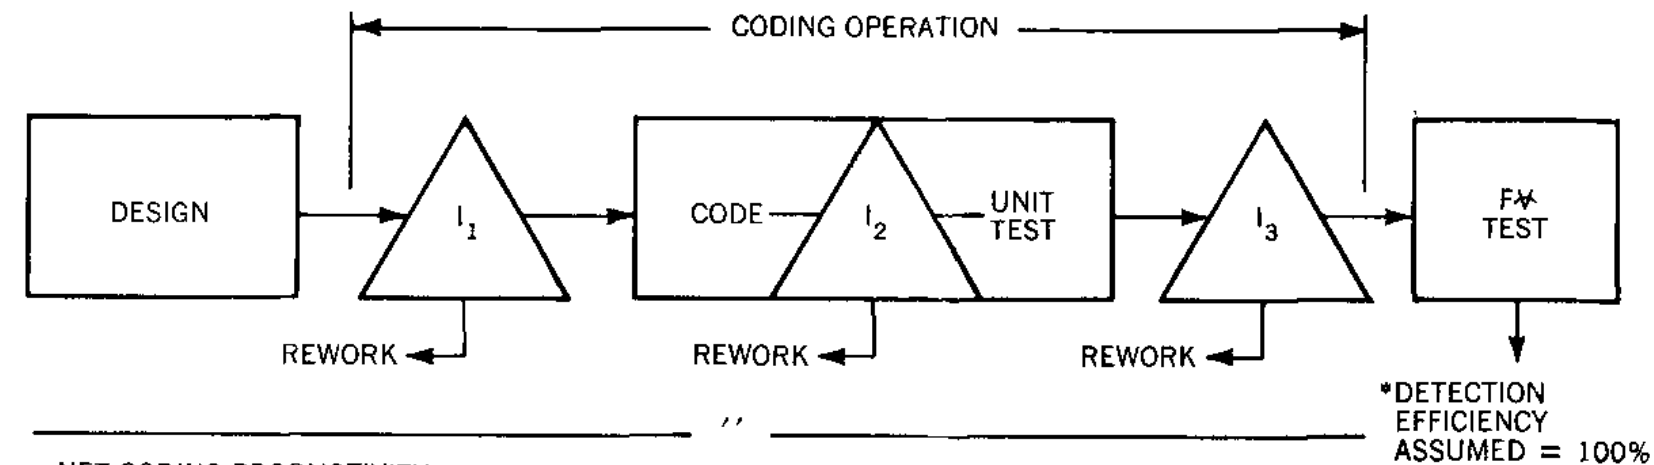 CODING OPERATION
DESIGN
I1
CODE
I2
UNIT
TEST
I3
TEST
REWORK
REWORK
REWORK
*DETECTION
EFFICIENCY
ASSUMED = 100%